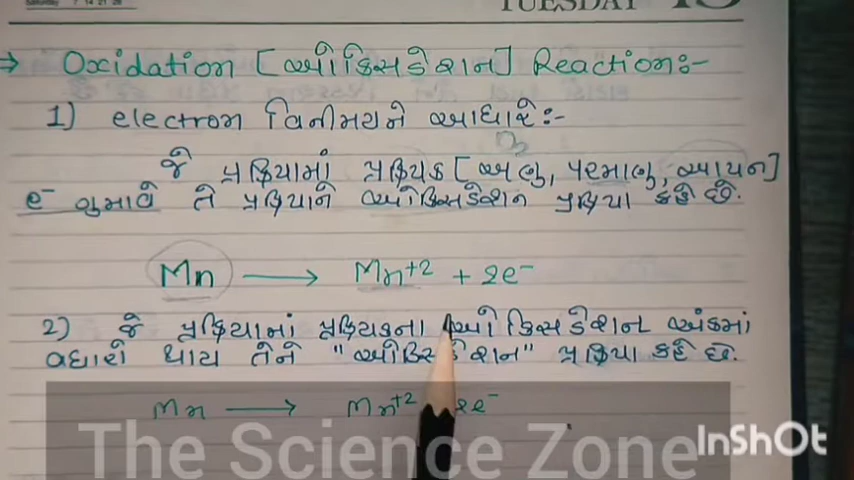 TUESDAY
⇒ Oxidation [ઓક્સિડેશન] Reaction:-
1) electron વિનીમયને આધારે:-
જે પ્રક્રિયામાં પ્રક્રિયક [અણુ, પરમાણુ, આયન]
e⁻ ગુમાવે તે પ્રક્રિયાને ઓક્સિડેશન પ્રક્રિયા કહે છે.
Mn → Mn⁺² + 2e⁻
2) જે પ્રક્રિયામાં પ્રક્રિયકના ઓક્સિડેશન અંકમાં
વધારો થાય તેને "ઓક્સિડેશન" પ્રક્રિયા કહે છે.
Mn → Mn⁺² 2e⁻
The Science Zone
InShOt